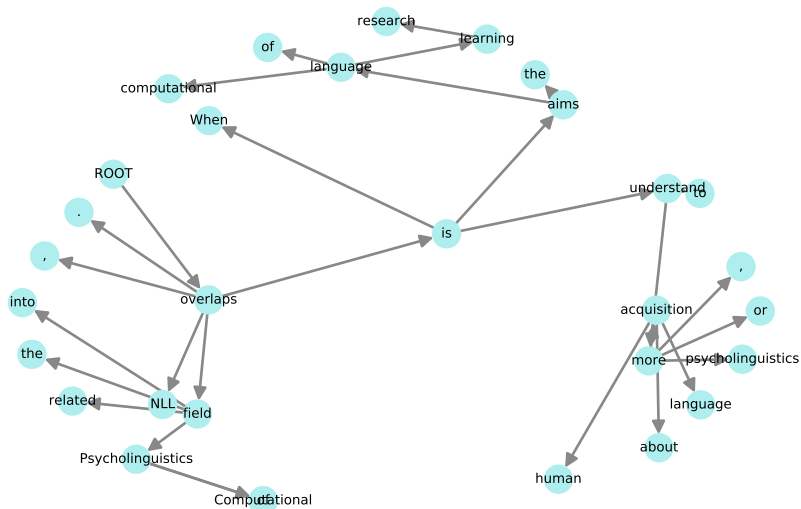 research
learning
of
language
computational
the
aims
When
ROOT
understand
to
.
is
,
,
into
overlaps
acquisition
or
the
more
psycholinguistics
related
NLL
field
language
about
Psycholinguistics
human
Computational
of